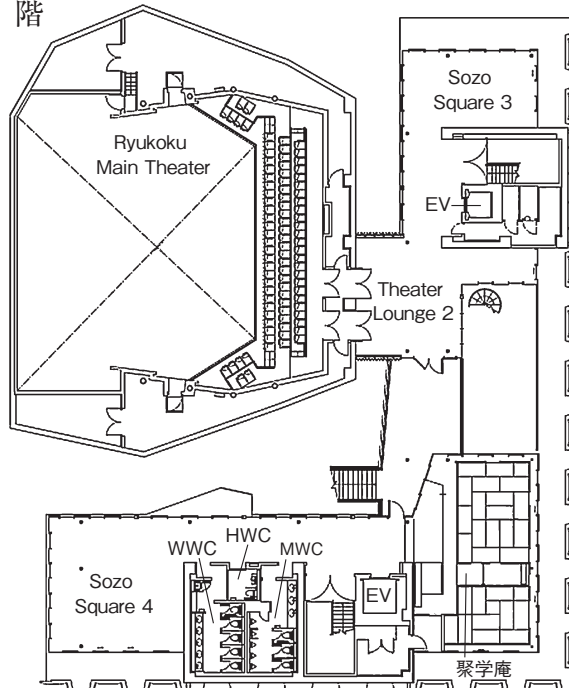 階
Sozo
Square 3
Ryukoku
Main Theater
EV
Theater
Lounge 2
HWC
WWC
MWC
Sozo
Square 4
EV
聚学庵